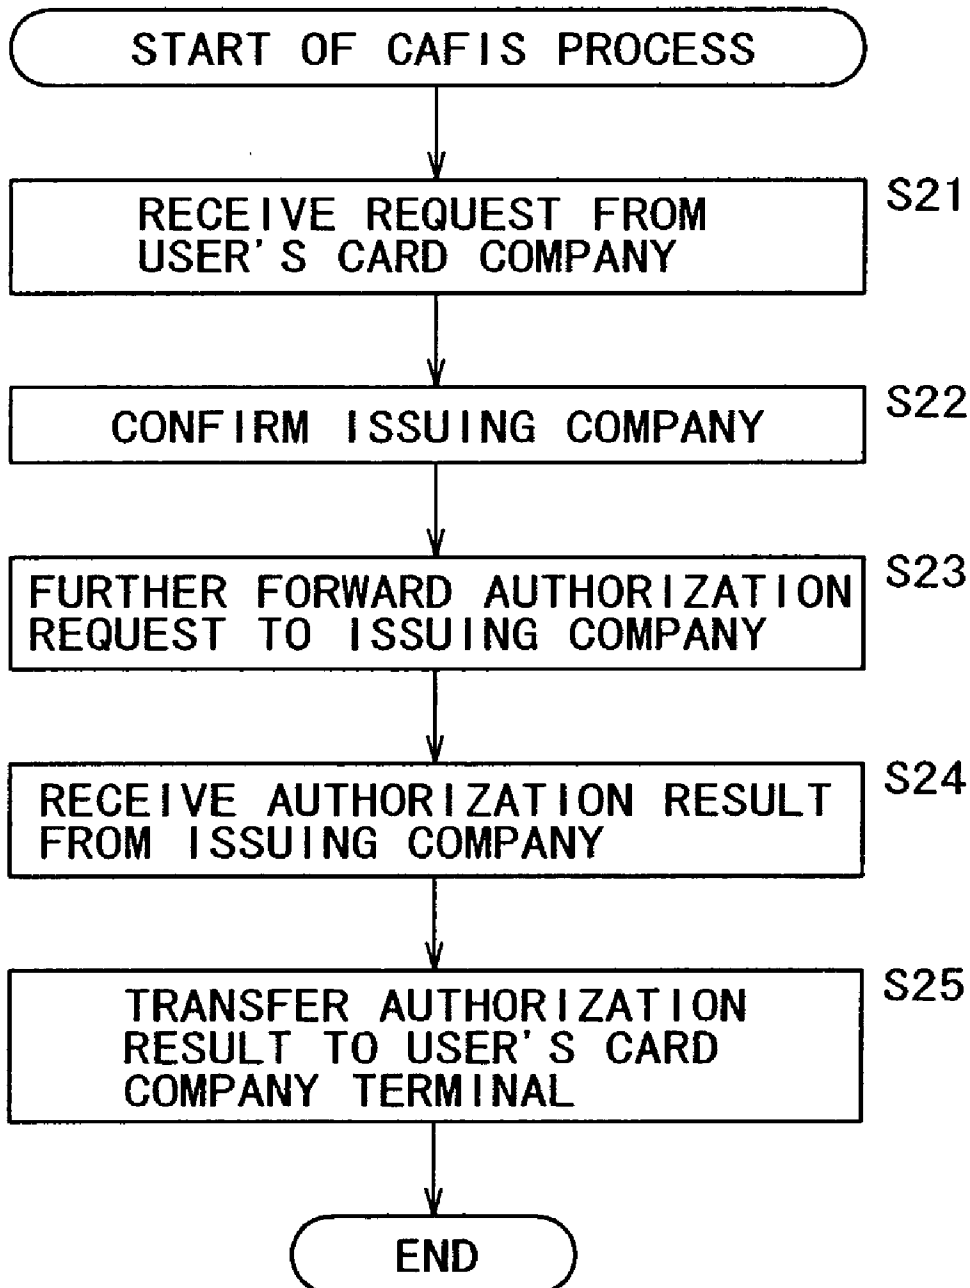 START OF CAFIS PROCESS
S21
RECEIVE REQUEST FROM
USER'S CARD COMPANY
S22
CONFIRM ISSUING COMPANY
S23
FURTHER FORWARD AUTHORIZATION
REQUEST TO ISSUING COMPANY
S24
RECEIVE AUTHORIZATION RESULT
FROM ISSUING COMPANY
S25
TRANSFER AUTHORIZATION
RESULT TO USER'S CARD
COMPANY TERMINAL
END